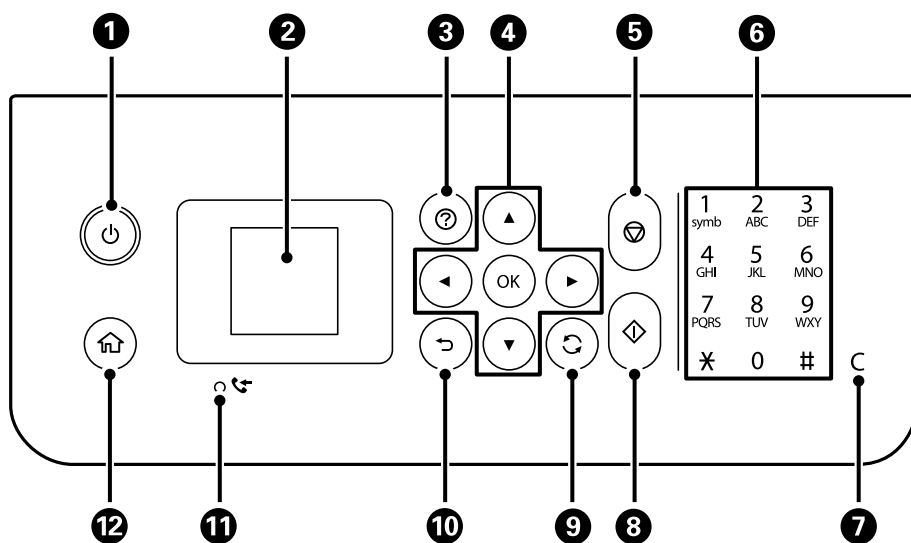 1 2 3 4 5 6
1 2 3
symb ABC DEF
?
OK
4 5 6
GHI JKL MNO
7 8 9
PQRS TUV WXY
* 0 #
C
12 11 10 9 8 7